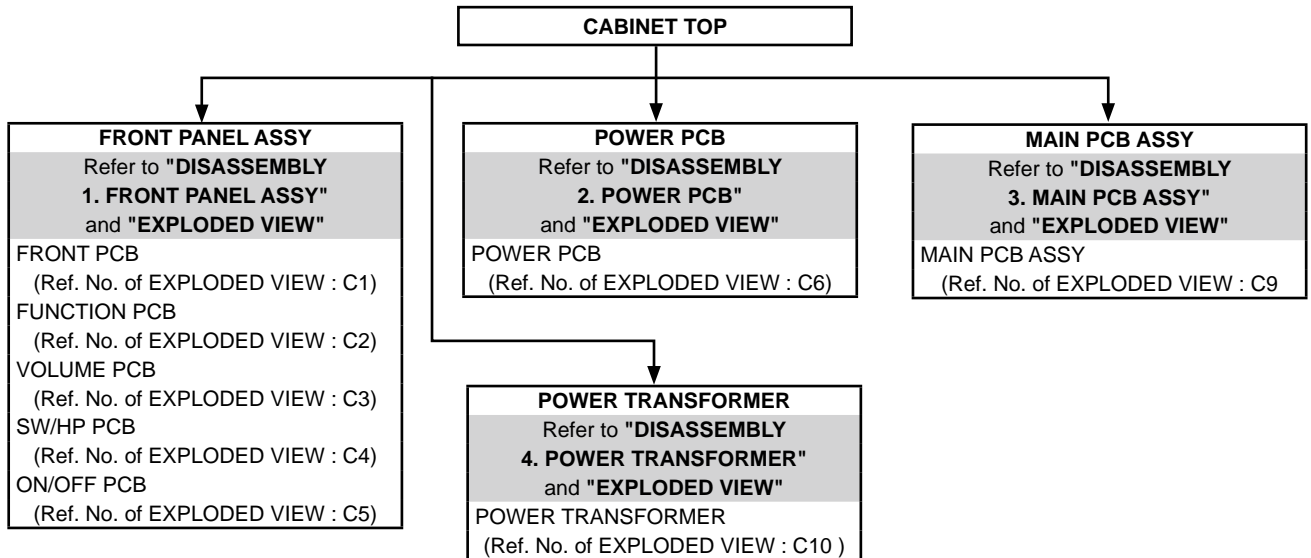 CABINET TOP
FRONT PANEL ASSY
Refer to "DISASSEMBLY
1. FRONT PANEL ASSY"
and "EXPLODED VIEW"
FRONT PCB
(Ref. No. of EXPLODED VIEW : C1)
FUNCTION PCB
(Ref. No. of EXPLODED VIEW : C2)
VOLUME PCB
(Ref. No. of EXPLODED VIEW : C3)
SW/HP PCB
(Ref. No. of EXPLODED VIEW : C4)
ON/OFF PCB
(Ref. No. of EXPLODED VIEW : C5)
POWER PCB
Refer to "DISASSEMBLY
2. POWER PCB"
and "EXPLODED VIEW"
POWER PCB
(Ref. No. of EXPLODED VIEW : C6)
MAIN PCB ASSY
Refer to "DISASSEMBLY
3. MAIN PCB ASSY"
and "EXPLODED VIEW"
MAIN PCB ASSY
(Ref. No. of EXPLODED VIEW : C9
POWER TRANSFORMER
Refer to "DISASSEMBLY
4. POWER TRANSFORMER"
and "EXPLODED VIEW"
POWER TRANSFORMER
(Ref. No. of EXPLODED VIEW : C10 )